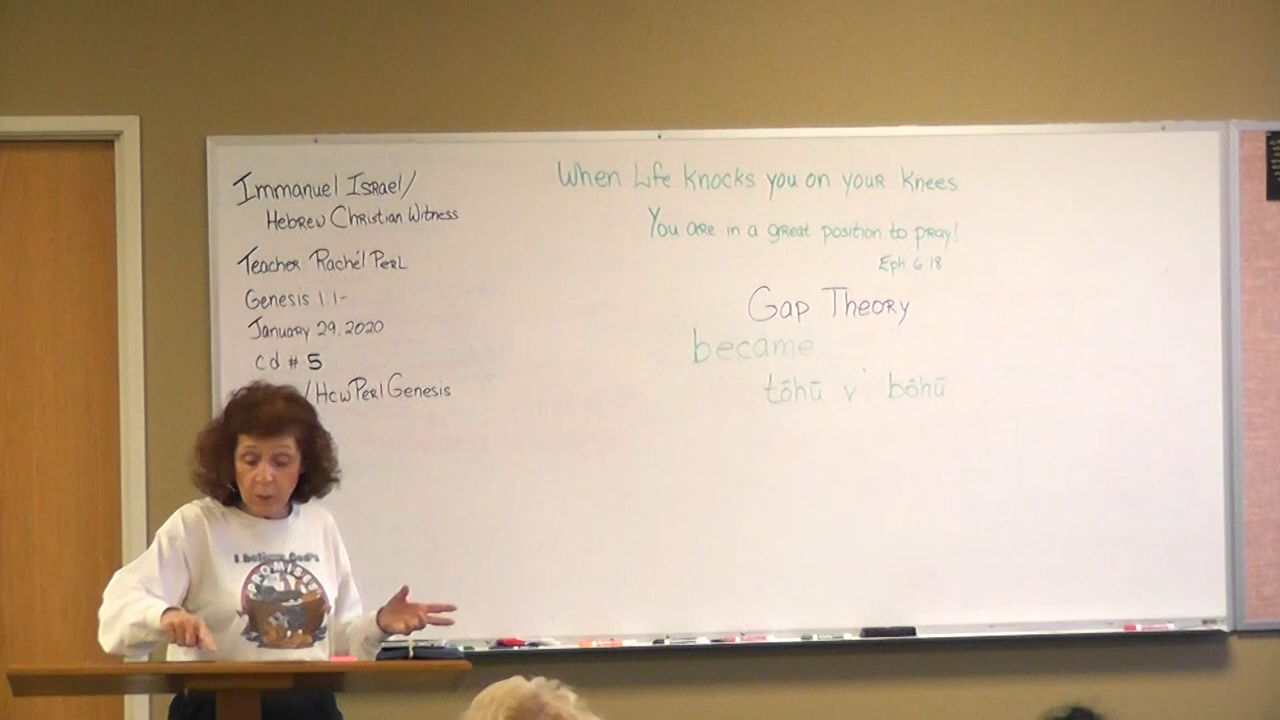 Immanuel Israel/
Hebrew Christian Witness
Teacher Rachél Perl
Genesis 1:1-
January 29, 2020
cd # 5
/HcwPerlGenesis
When Life knocks you on your knees
You are in a great position to pray!
Eph 6:18
Gap Theory
became
tōhū v' bōhū
I believe God's
PROMISES